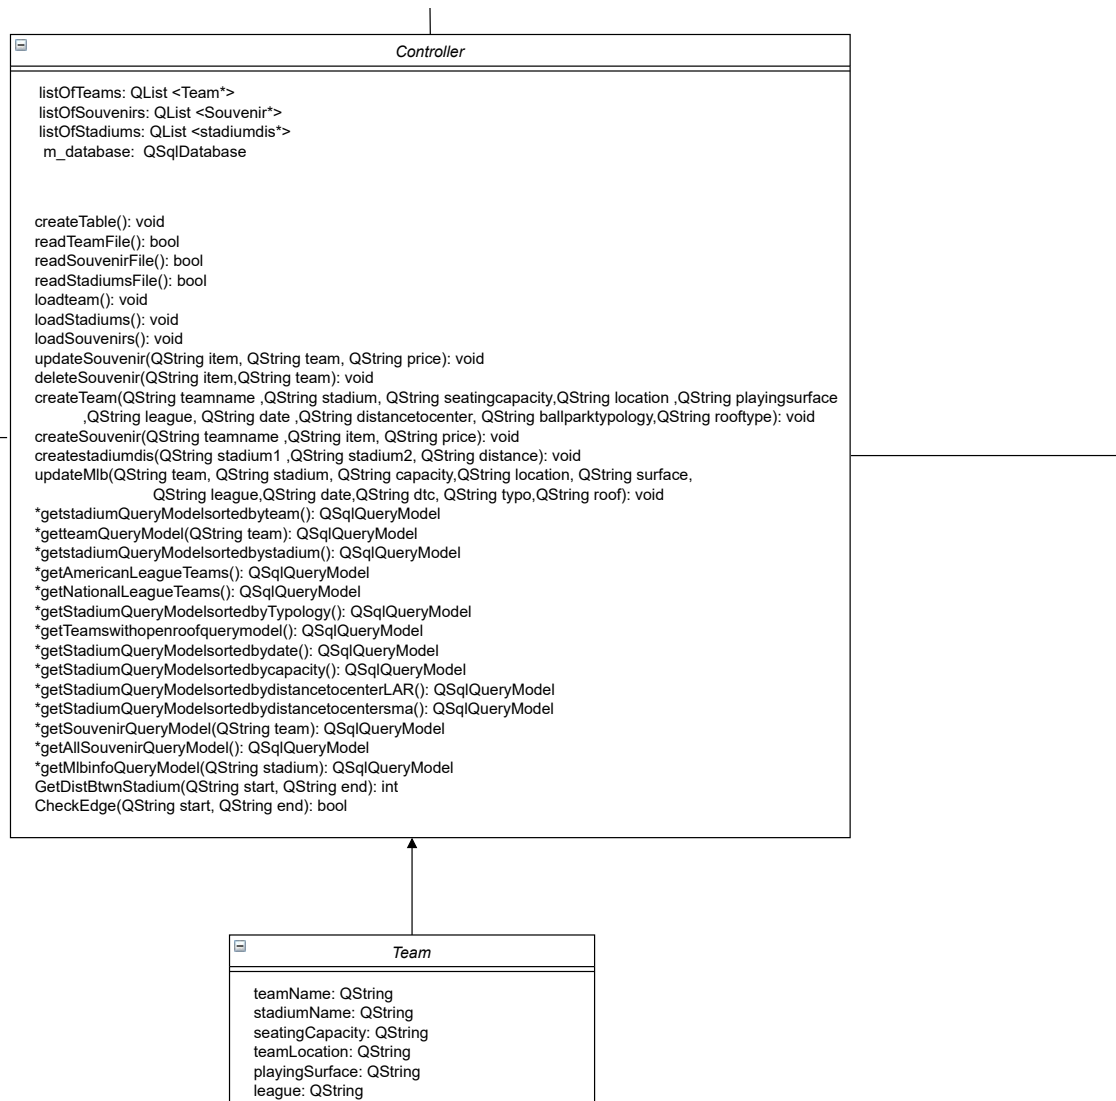 Controller
listOfTeams: QList <Team*>
listOfSouvenirs: QList <Souvenir*>
listOfStadiums: QList <stadiumdis*>
m_database: QSqlDatabase
createTable(): void
readTeamFile(): bool
readSouvenirFile(): bool
readStadiumsFile(): bool
loadteam(): void
loadStadiums(): void
loadSouvenirs(): void
updateSouvenir(QString item, QString team, QString price): void
deleteSouvenir(QString item,QString team): void
createTeam(QString teamname ,QString stadium, QString seatingcapacity,QString location ,QString playingsurface
,QString league, QString date ,QString distancetocenter, QString ballparktypology,QString rooftype): void
createSouvenir(QString teamname ,QString item, QString price): void
createstadiumdis(QString stadium1 ,QString stadium2, QString distance): void
updateMlb(QString team, QString stadium, QString capacity,QString location, QString surface,
QString league,QString date,QString dtc, QString typo,QString roof): void
*getstadiumQueryModelsortedbyteam(): QSqlQueryModel
*getteamQueryModel(QString team): QSqlQueryModel
*getstadiumQueryModelsortedbystadium(): QSqlQueryModel
*getAmericanLeagueTeams(): QSqlQueryModel
*getNationalLeagueTeams(): QSqlQueryModel
*getStadiumQueryModelsortedbyTypology(): QSqlQueryModel
*getTeamswithopenroofquerymodel(): QSqlQueryModel
*getStadiumQueryModelsortedbydate(): QSqlQueryModel
*getStadiumQueryModelsortedbycapacity(): QSqlQueryModel
*getStadiumQueryModelsortedbydistancetocenterLAR(): QSqlQueryModel
*getStadiumQueryModelsortedbydistancetocentersma(): QSqlQueryModel
*getSouvenirQueryModel(QString team): QSqlQueryModel
*getAllSouvenirQueryModel(): QSqlQueryModel
*getMlbinfoQueryModel(QString stadium): QSqlQueryModel
GetDistBtwnStadium(QString start, QString end): int
CheckEdge(QString start, QString end): bool
Team
teamName: QString
stadiumName: QString
seatingCapacity: QString
teamLocation: QString
playingSurface: QString
league: QString